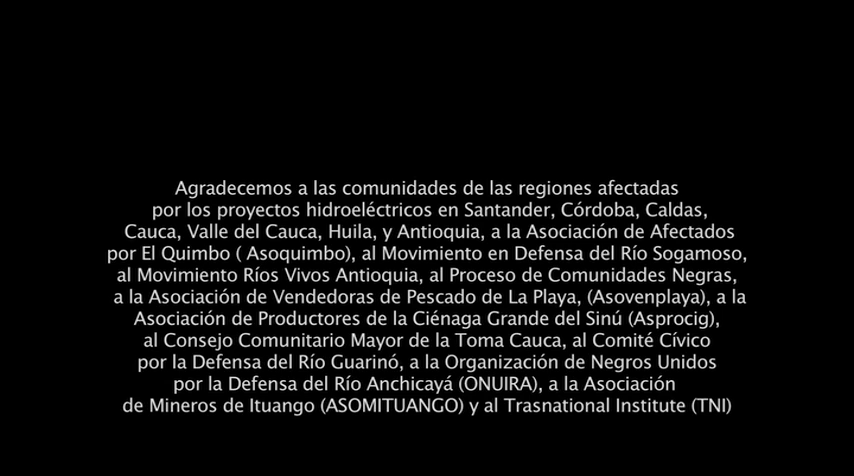 Agradecemos a las comunidades de las regiones afectadas
por los proyectos hidroeléctricos en Santander, Córdoba, Caldas,
Cauca, Valle del Cauca, Huila, y Antioquia, a la Asociación de Afectados
por El Quimbo ( Asoquimbo), al Movimiento en Defensa del Río Sogamoso,
al Movimiento Ríos Vivos Antioquia, al Proceso de Comunidades Negras,
a la Asociación de Vendedoras de Pescado de La Playa, (Asovenplaya), a la
Asociación de Productores de la Ciénaga Grande del Sinú (Asprocig),
al Consejo Comunitario Mayor de la Toma Cauca, al Comité Cívico
por la Defensa del Río Guarinó, a la Organización de Negros Unidos
por la Defensa del Río Anchicayá (ONUIRA), a la Asociación
de Mineros de Ituango (ASOMITUANGO) y al Trasnational Institute (TNI)